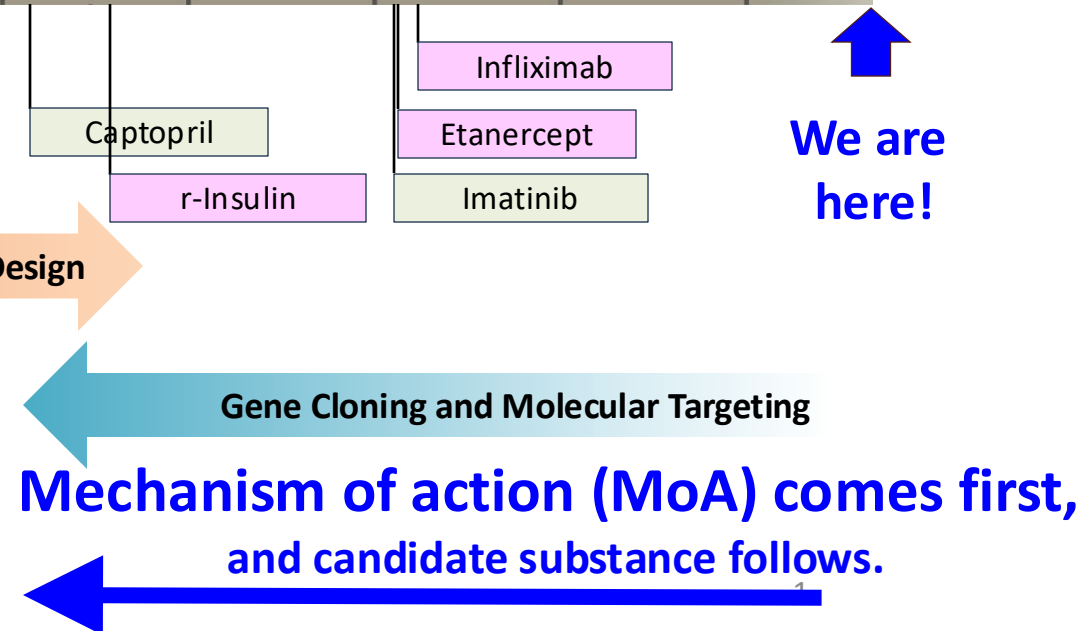 Infliximab
Captopril
Etanercept
We are
here!
r-Insulin
Imatinib
Design
Gene Cloning and Molecular Targeting
Mechanism of action (MoA) comes first,
and candidate substance follows.
1